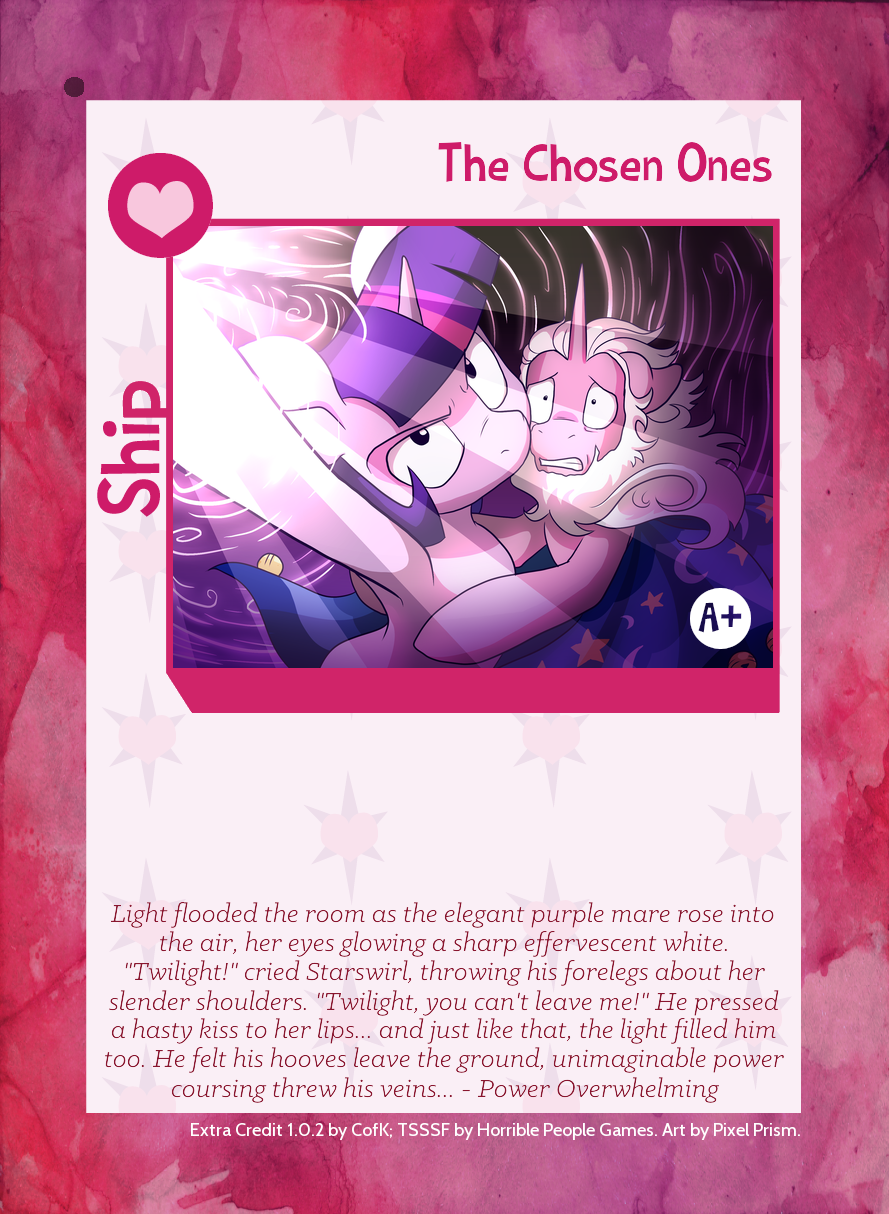 The Chosen Ones
Ship
A+
Light flooded the room as the elegant purple mare rose into
the air, her eyes glowing a sharp effervescent white.
"Twilight!" cried Starswirl, throwing his forelegs about her
slender shoulders. "Twilight, you can't leave me!" He pressed
a hasty kiss to her lips... and just like that, the light filled him
too. He felt his hooves leave the ground, unimaginable power
coursing threw his veins... - Power Overwhelming
Extra Credit 1.0.2 by CofK; TSSSF by Horrible People Games. Art by Pixel Prism.